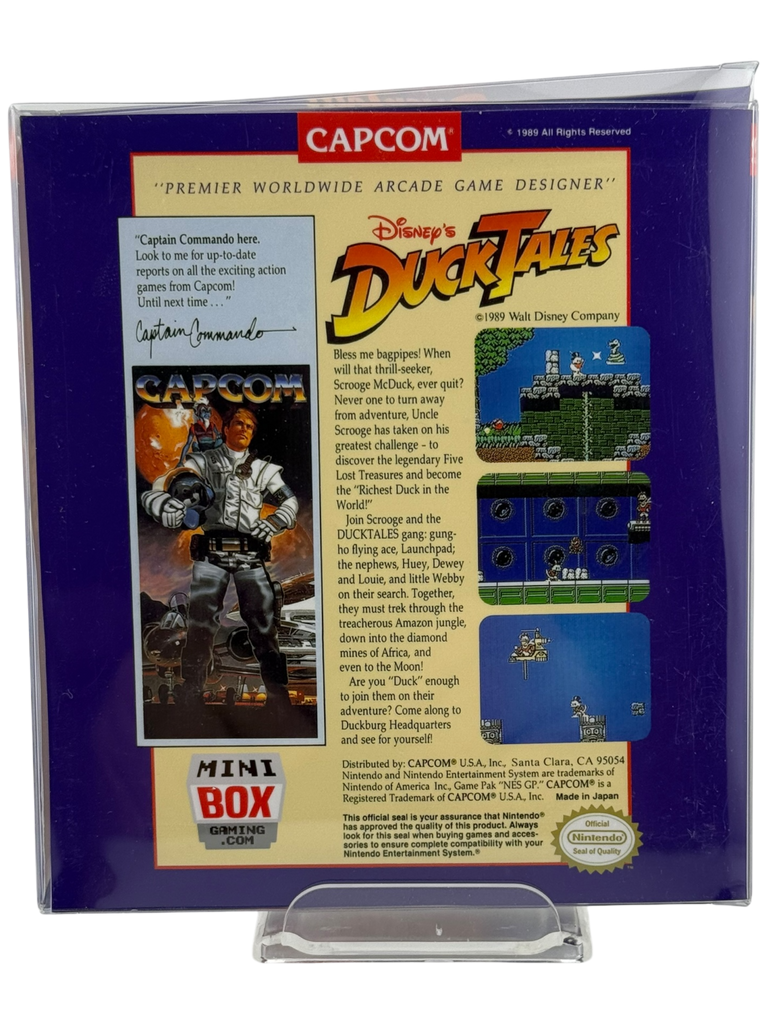 CAPCOM®
© 1989 All Rights Reserved
"PREMIER WORLDWIDE ARCADE GAME DESIGNER"
"Captain Commando here.
Look to me for up-to-date
reports on all the exciting action
games from Capcom!
Until next time . . ."
Captain Commando
CAPCOM
DISNEY'S
DUCKTALES
©1989 Walt Disney Company
Bless me bagpipes! When
will that thrill-seeker,
Scrooge McDuck, ever quit?
Never one to turn away
from adventure, Uncle
Scrooge has taken on his
greatest challenge – to
discover the legendary Five
Lost Treasures and become
the "Richest Duck in the
World!"
Join Scrooge and the
DUCKTALES gang: gung-
ho flying ace, Launchpad;
the nephews, Huey, Dewey
and Louie, and little Webby
on their search. Together,
they must trek through the
treacherous Amazon jungle,
down into the diamond
mines of Africa, and
even to the Moon!
Are you "Duck" enough
to join them on their
adventure? Come along to
Duckburg Headquarters
and see for yourself!
MINI
BOX
GAMING
.COM
Distributed by: CAPCOM® U.S.A., Inc., Santa Clara, CA 95054
Nintendo and Nintendo Entertainment System are trademarks of
Nintendo of America Inc., Game Pak "NES GP." CAPCOM® is a
Registered Trademark of CAPCOM® U.S.A., Inc. Made in Japan
This official seal is your assurance that Nintendo®
has approved the quality of this product. Always
look for this seal when buying games and acces-
sories to ensure complete compatibility with your
Nintendo Entertainment System.®
Official
Nintendo
Seal of Quality